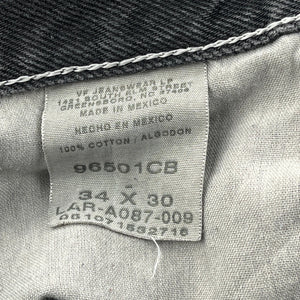 VF JEANSWEAR LP
1421 SOUTH ELM STREET
GREENSBORO, NC 27406
MADE IN MEXICO
HECHO EN MEXICO
100% COTTON / ALGODON
96501CB
-
34 X 30
LAR-A087-009
051071532718